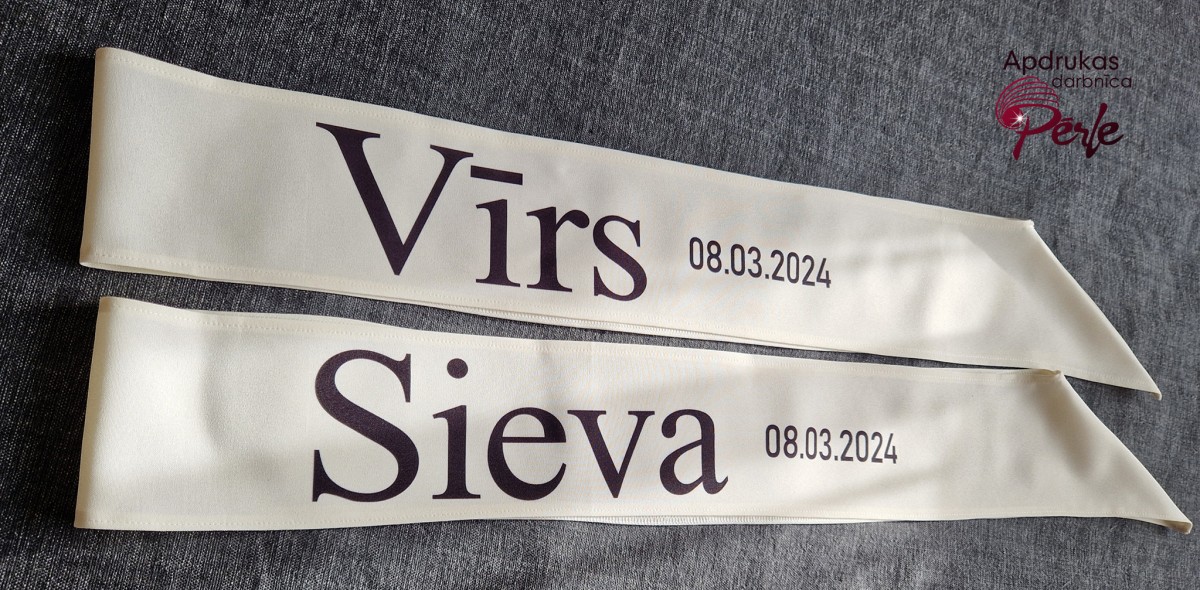 Apdrukas
darbnīca
Pērle
Vīrs 08.03.2024
Sieva 08.03.2024